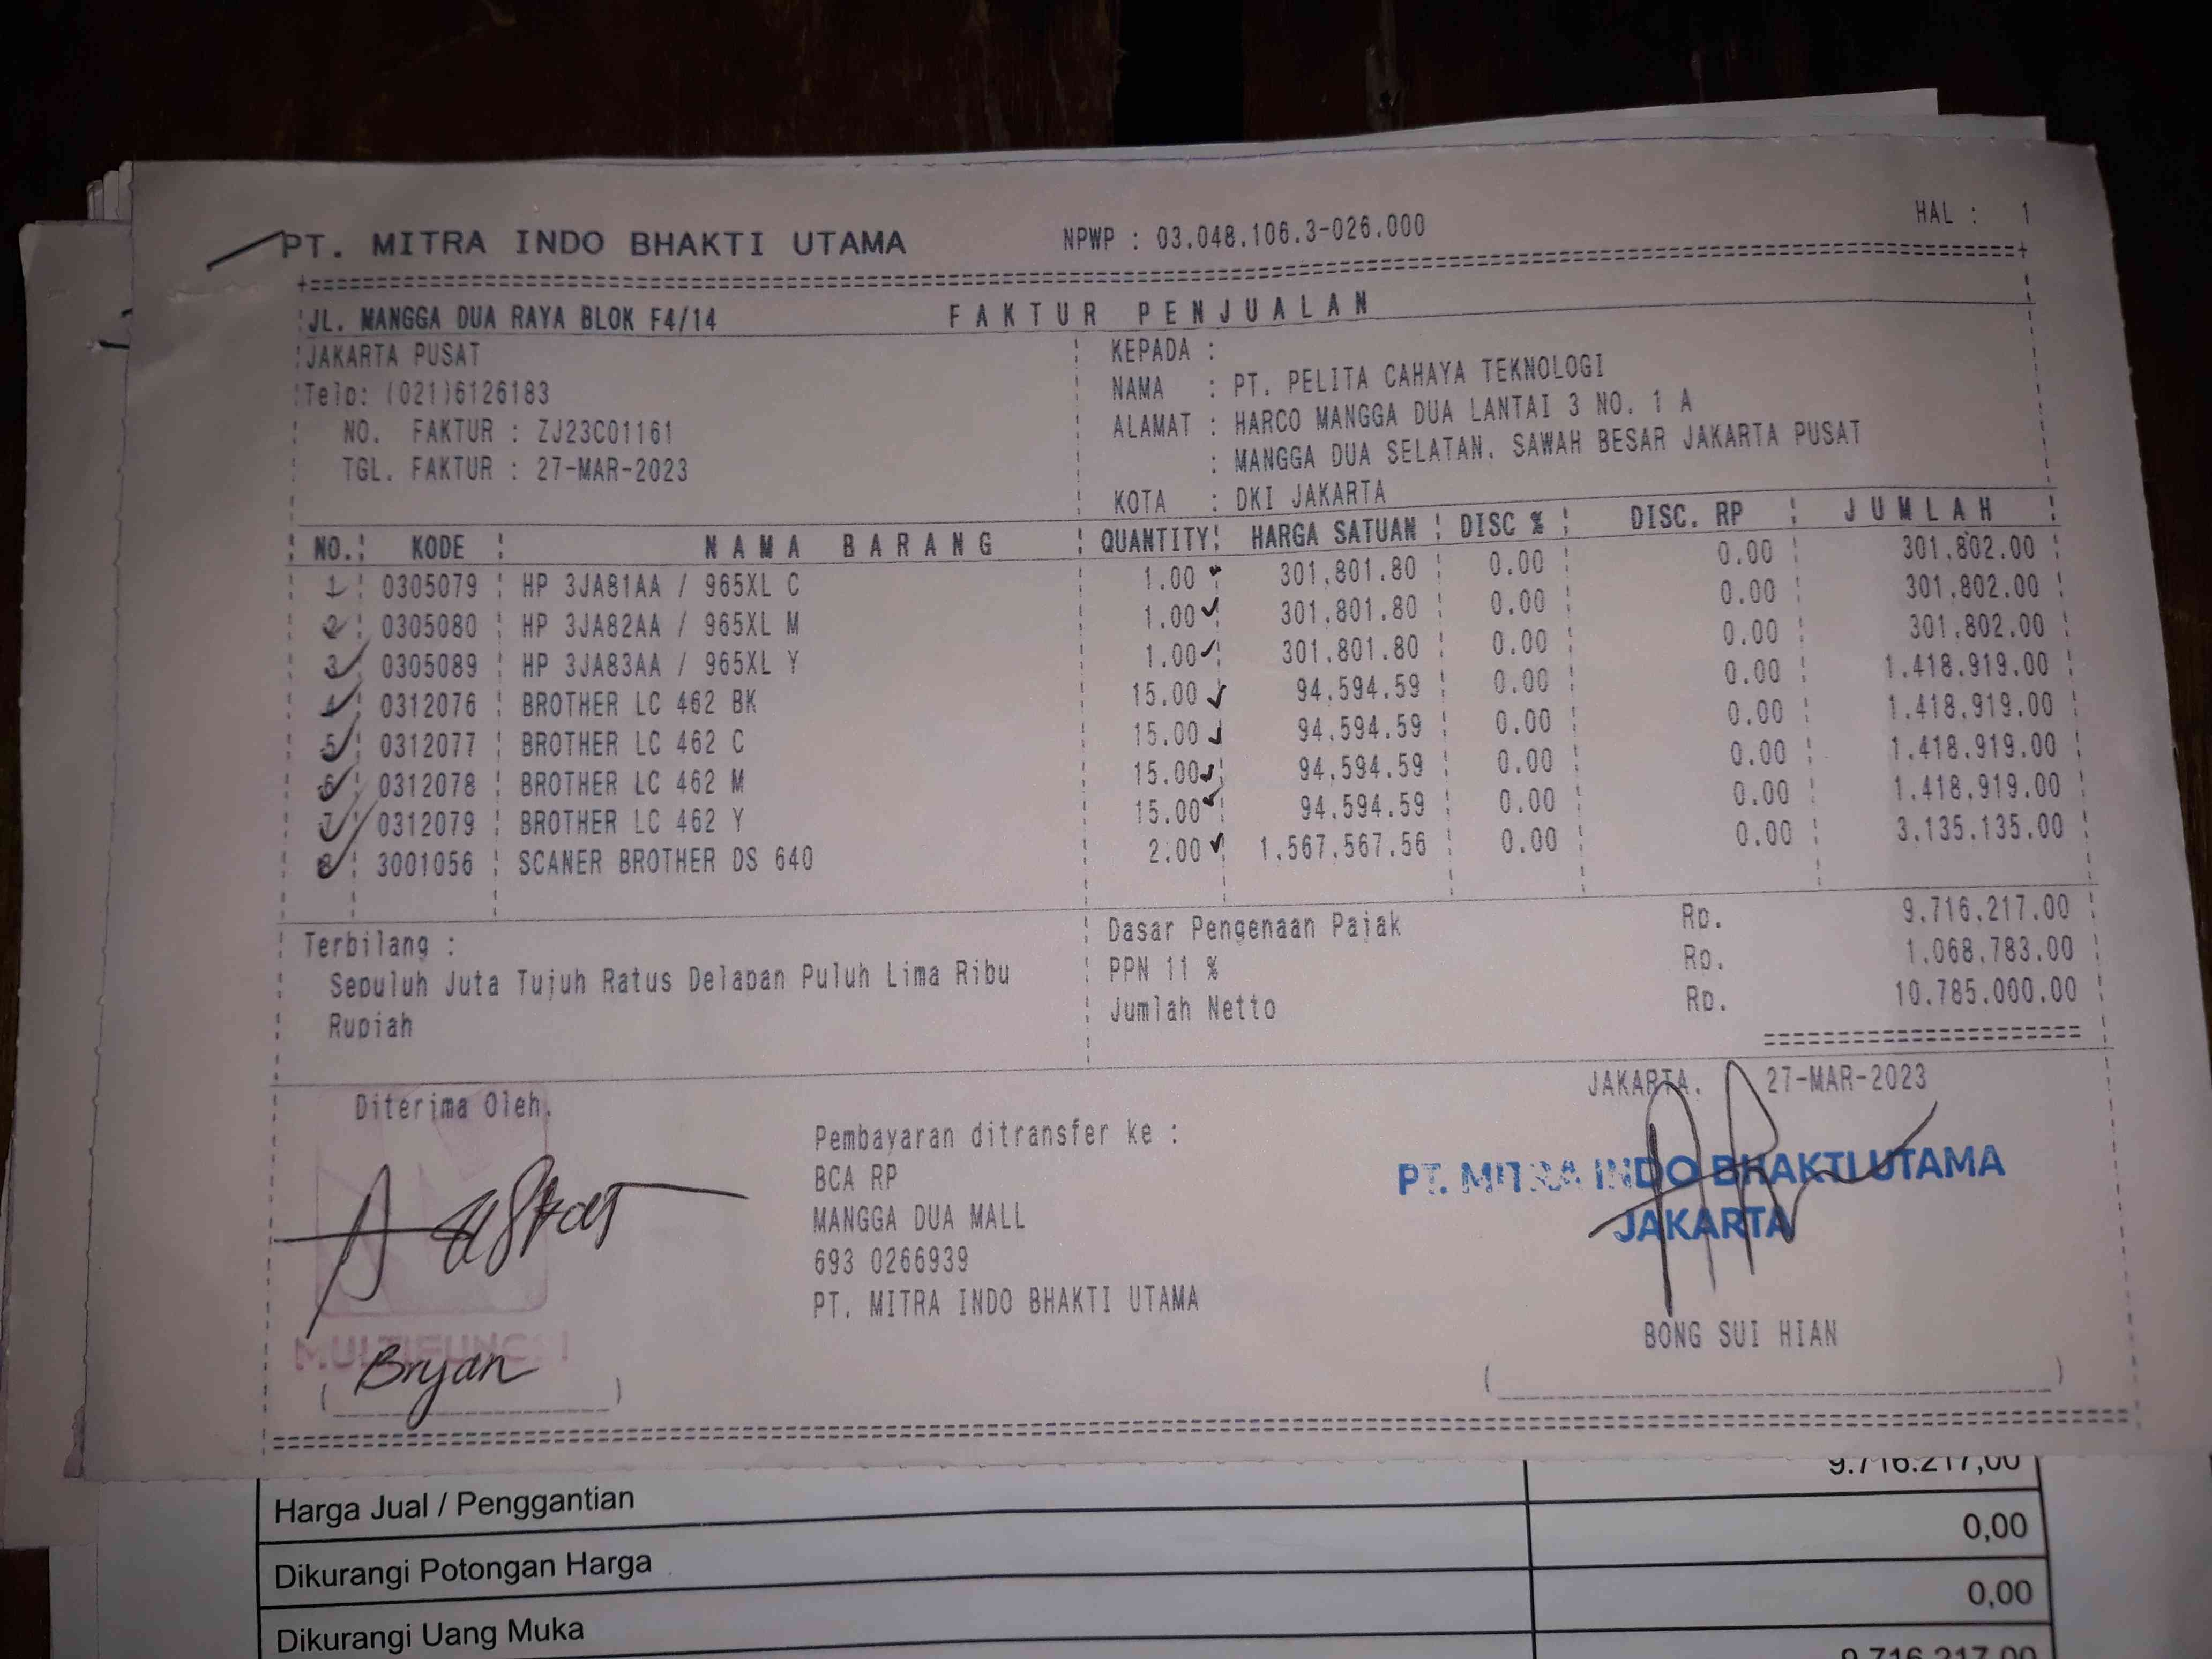 PT. MITRA INDO BHAKTI UTAMA NPWP : 03.048.106.3-026.000 HAL : 1
JL. MANGGA DUA RAYA BLOK F4/14 FAKTUR PENJUALAN
JAKARTA PUSAT
Telp: (021)6126183
NO. FAKTUR : ZJ23C01161
TGL. FAKTUR : 27-MAR-2023
KEPADA :
NAMA : PT. PELITA CAHAYA TEKNOLOGI
ALAMAT : HARCO MANGGA DUA LANTAI 3 NO. 1 A
: MANGGA DUA SELATAN. SAWAH BESAR JAKARTA PUSAT
KOTA : DKI JAKARTA
NO. KODE NAMA BARANG QUANTITY HARGA SATUAN DISC % DISC. RP JUMLAH
1 0305079 HP 3JA81AA / 965XL C 1.00 301.801.80 0.00 0.00 301.802.00
2 0305080 HP 3JA82AA / 965XL M 1.00 301.801.80 0.00 0.00 301.802.00
3 0305089 HP 3JA83AA / 965XL Y 1.00 301.801.80 0.00 0.00 301.802.00
4 0312076 BROTHER LC 462 BK 15.00 94.594.59 0.00 0.00 1.418.919.00
5 0312077 BROTHER LC 462 C 15.00 94.594.59 0.00 0.00 1.418.919.00
6 0312078 BROTHER LC 462 M 15.00 94.594.59 0.00 0.00 1.418.919.00
7 0312079 BROTHER LC 462 Y 15.00 94.594.59 0.00 0.00 1.418.919.00
8 3001056 SCANER BROTHER DS 640 2.00 1.567.567.56 0.00 0.00 3.135.135.00
Terbilang :
Sepuluh Juta Tujuh Ratus Delapan Puluh Lima Ribu
Rupiah
Dasar Pengenaan Pajak Rp. 9.716.217.00
PPN 11 % Rp. 1.068.783.00
Jumlah Netto Rp. 10.785.000.00
Diterima Oleh.
MULTIFUNGSI
Bryan
Pembayaran ditransfer ke :
BCA RP
MANGGA DUA MALL
693 0266939
PT. MITRA INDO BHAKTI UTAMA
JAKARTA. 27-MAR-2023
PT. MITRA INDO BHAKTI UTAMA
JAKARTA
BONG SUI HIAN
9.716.217,00
Harga Jual / Penggantian
Dikurangi Potongan Harga 0,00
Dikurangi Uang Muka 0,00
9.716.217,00